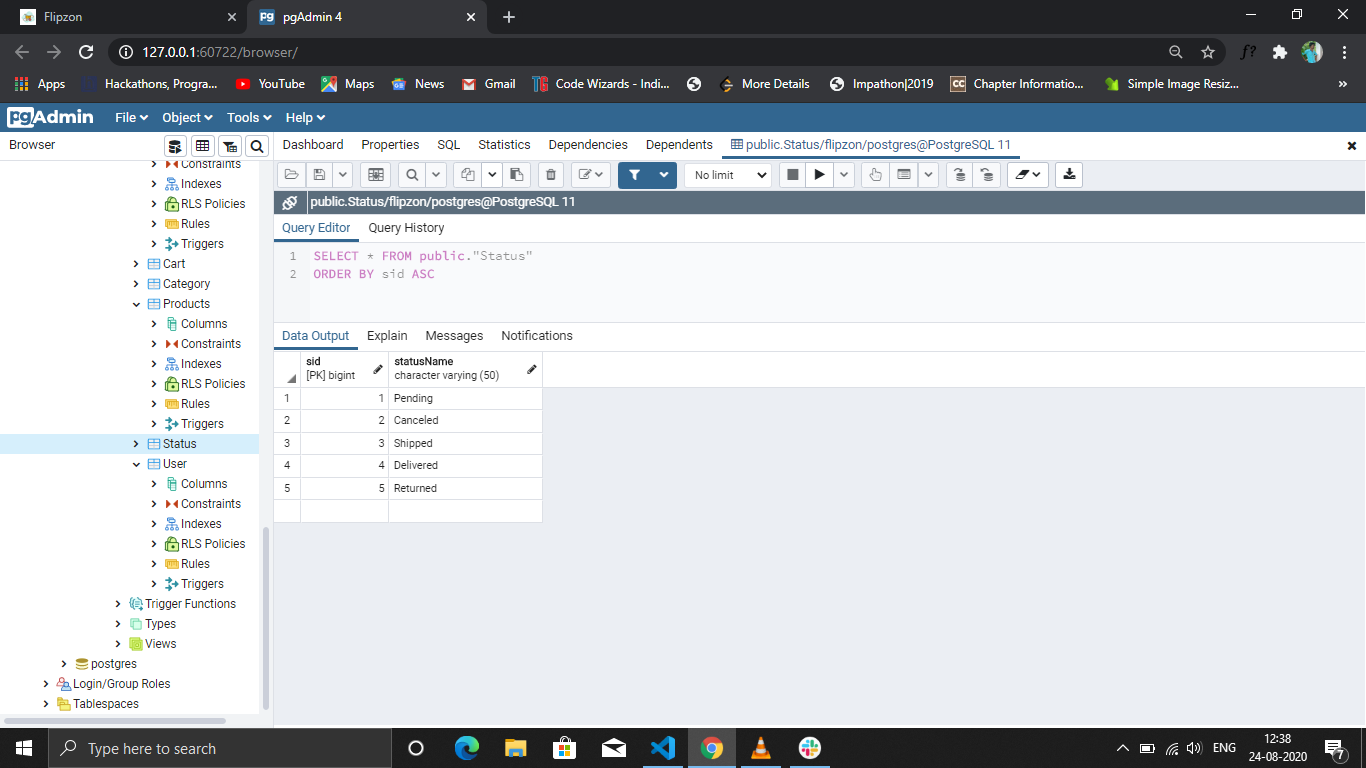 Flipzon
pgAdmin 4
127.0.0.1:60722/browser/
f?
Apps
Hackathons, Progra...
YouTube
Maps
News
Gmail
Code Wizards - Indi...
More Details
Impathon|2019
CC
Chapter Informatio...
Simple Image Resiz...
»
pgAdmin
File
Object
Tools
Help
Browser
Dashboard
Properties
SQL
Statistics
Dependencies
Dependents
public.Status/flipzon/postgres@PostgreSQL 11
No limit
public.Status/flipzon/postgres@PostgreSQL 11
Query Editor
Query History
1 SELECT * FROM public."Status"
2 ORDER BY sid ASC
Data Output
Explain
Messages
Notifications
sid
[PK] bigint
statusName
character varying (50)
1 1 Pending
2 2 Canceled
3 3 Shipped
4 4 Delivered
5 5 Returned
Constraints
Indexes
RLS Policies
Rules
Triggers
Cart
Category
Products
Columns
Constraints
Indexes
RLS Policies
Rules
Triggers
Status
User
Columns
Constraints
Indexes
RLS Policies
Rules
Triggers
Trigger Functions
Types
Views
postgres
Login/Group Roles
Tablespaces
Type here to search
ENG
12:38
24-08-2020
7